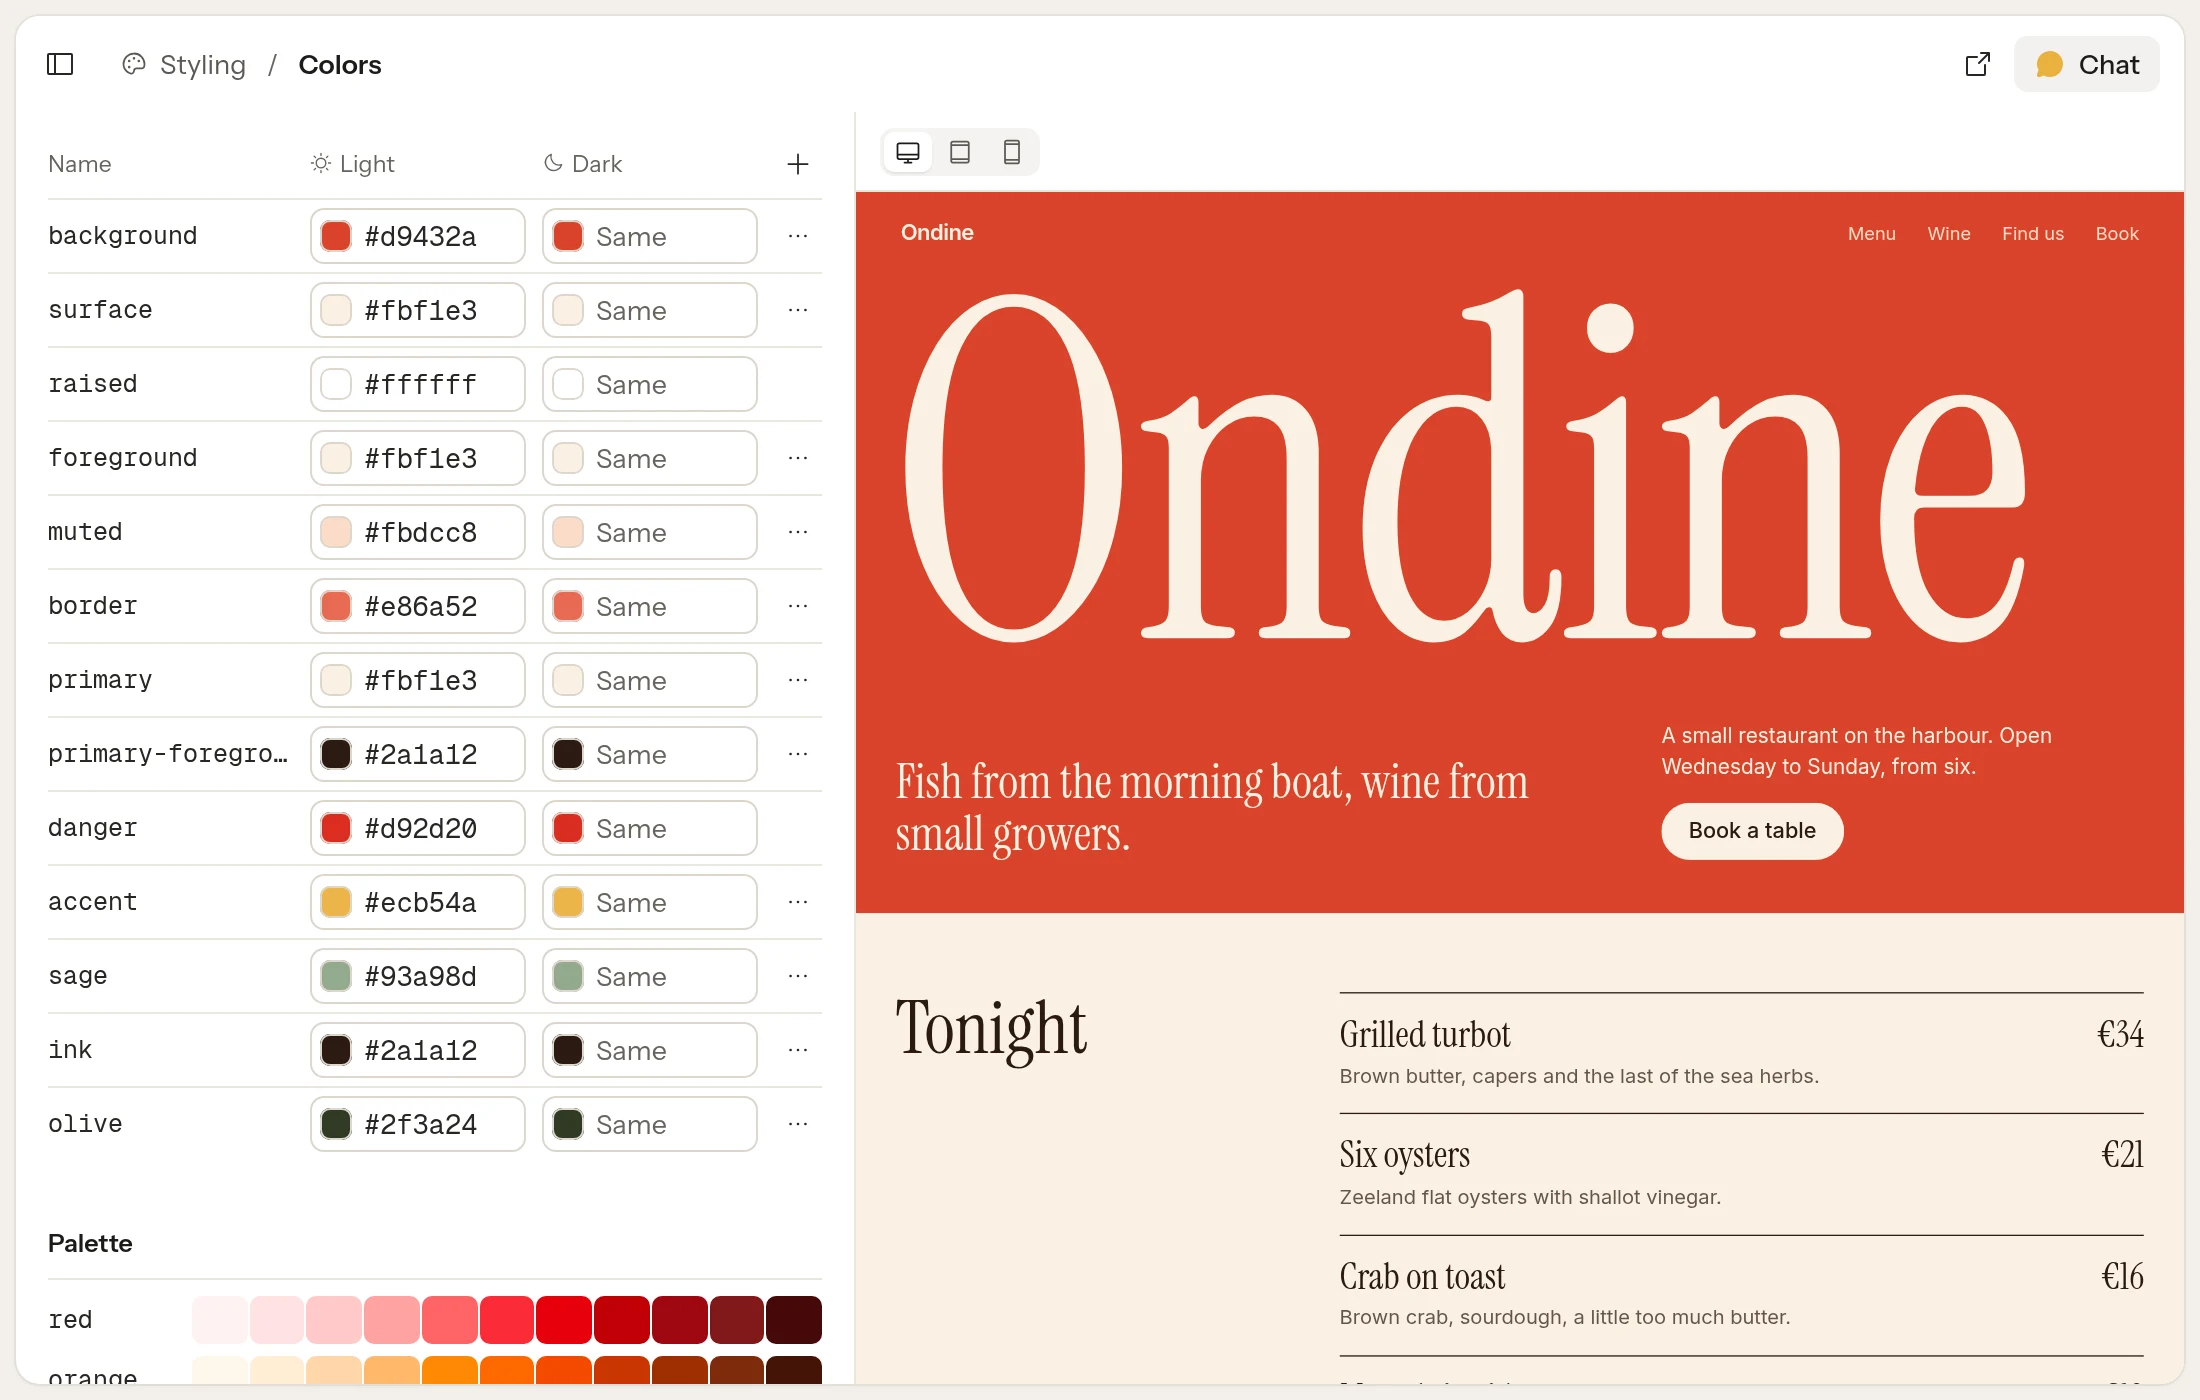 Styling / Colors
Chat
Name Light Dark
background #d9432a Same
surface #fbf1e3 Same
raised #ffffff Same
foreground #fbf1e3 Same
muted #fbdcc8 Same
border #e86a52 Same
primary #fbf1e3 Same
primary-foregro… #2a1a12 Same
danger #d92d20 Same
accent #ecb54a Same
sage #93a98d Same
ink #2a1a12 Same
olive #2f3a24 Same
Palette
red
orange
Ondine
Menu Wine Find us Book
Ondine
Fish from the morning boat, wine from
small growers.
A small restaurant on the harbour. Open
Wednesday to Sunday, from six.
Book a table
Tonight
Grilled turbot €34
Brown butter, capers and the last of the sea herbs.
Six oysters €21
Zeeland flat oysters with shallot vinegar.
Crab on toast €16
Brown crab, sourdough, a little too much butter.